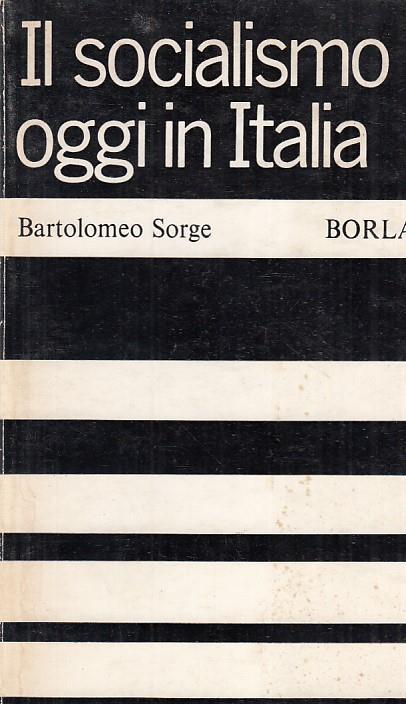 Il socialismo
oggi in Italia
Bartolomeo Sorge BORLA